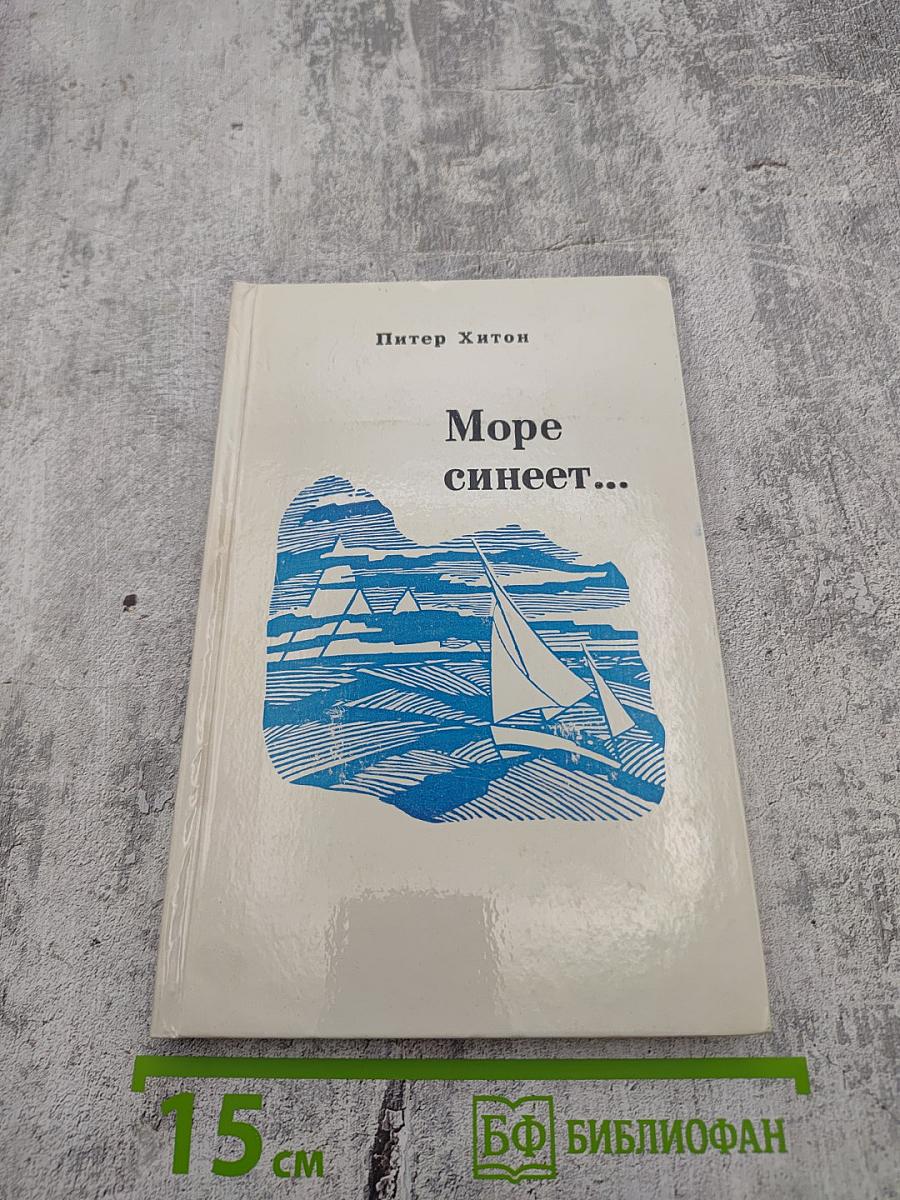 Питер Хитон
Море
синеет...
15 см
БФ БИБЛИОФАН